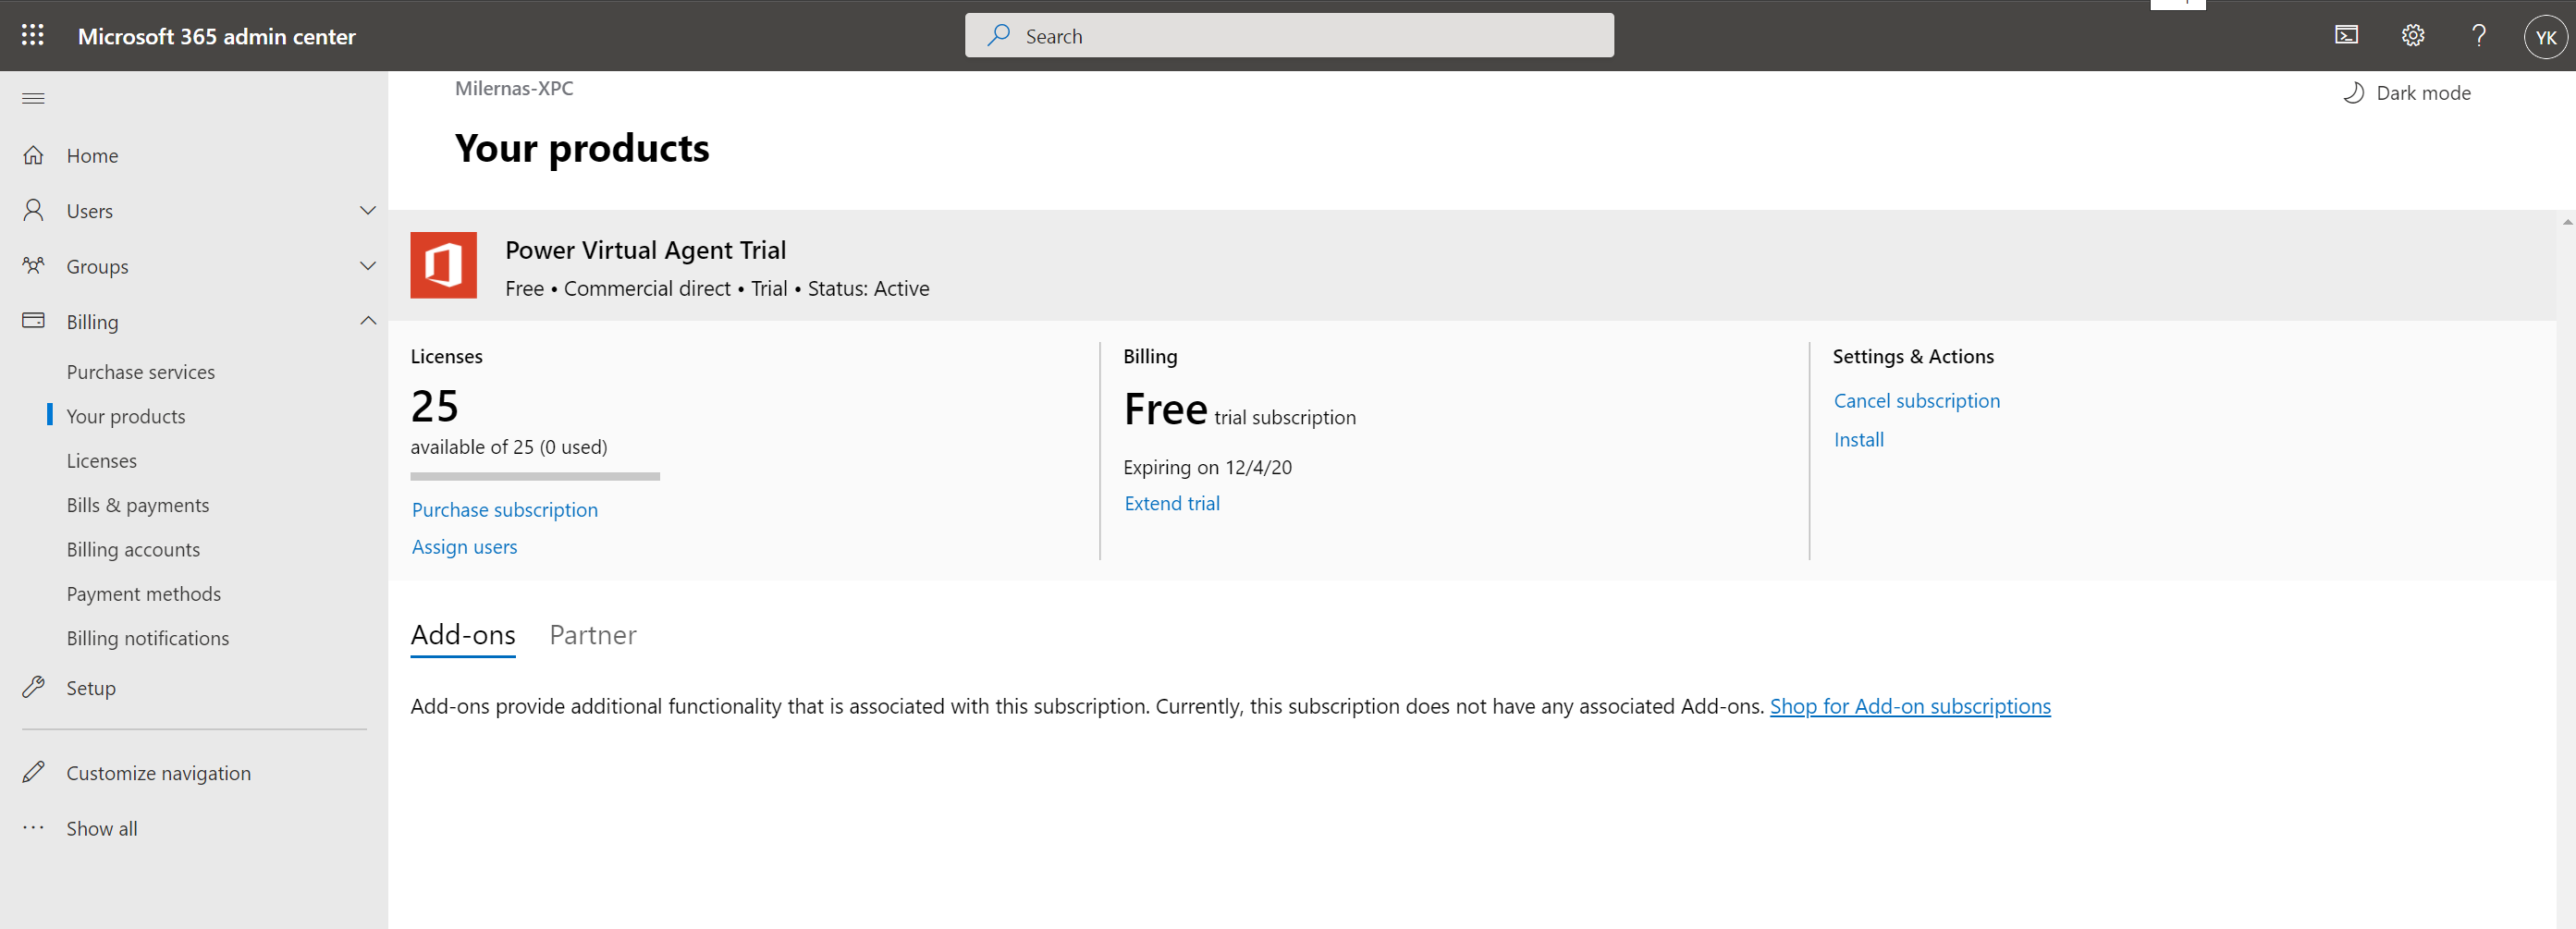 Microsoft 365 admin center
Search
YK
Milernas-XPC
Dark mode
Your products
Home
Users
Groups
Billing
Purchase services
Your products
Licenses
Bills & payments
Billing accounts
Payment methods
Billing notifications
Setup
Customize navigation
Show all
Power Virtual Agent Trial
Free • Commercial direct • Trial • Status: Active
Licenses
25
available of 25 (0 used)
Purchase subscription
Assign users
Billing
Free trial subscription
Expiring on 12/4/20
Extend trial
Settings & Actions
Cancel subscription
Install
Add-ons Partner
Add-ons provide additional functionality that is associated with this subscription. Currently, this subscription does not have any associated Add-ons. Shop for Add-on subscriptions